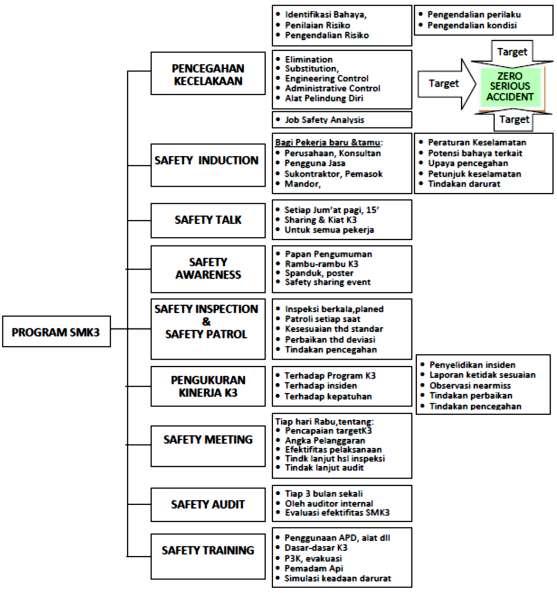 Identifikasi Bahaya,
Penilaian Risiko
Pengendalian Risiko
Pengendalian perilaku
Pengendalian kondisi
PENCEGAHAN
KECELAKAAN
Elimination
Substitution,
Engineering Control
Administrative Control
Alat Pelindung Diri
Job Safety Analysis
Target
Target
ZERO
SERIOUS
ACCIDENT
Target
SAFETY INDUCTION
Bagi Pekerja baru &tamu:
Perusahaan, Konsultan
Pengguna Jasa
Sukontraktor, Pemasok
Mandor,
Peraturan Keselamatan
Potensi bahaya terkait
Upaya pencegahan
Petunjuk keselamatan
Tindakan darurat
SAFETY TALK
Setiap Jum'at pagi, 15’
Sharing & Kiat K3
Untuk semua pekerja
SAFETY
AWARENESS
Papan Pengumuman
Rambu-rambu K3
Spanduk, poster
Safety sharing event
PROGRAM SMK3
SAFETY INSPECTION
&
SAFETY PATROL
Inspeksi berkala,planed
Patroli setiap saat
Kesesuaian thd standar
Perbaikan thd deviasi
Tindakan pencegahan
PENGUKURAN
KINERJA K3
Terhadap Program K3
Terhadap insiden
Terhadap kepatuhan
Penyelidikan insiden
Laporan ketidak sesuaian
Observasi nearmiss
Tindakan perbaikan
Tindakan pencegahan
SAFETY MEETING
Tiap hari Rabu,tentang:
Pencapaian targetK3
Angka Pelanggaran
Efektifitas pelaksanaan
Tindk lanjut hsl inspeksi
Tindak lanjut audit
SAFETY AUDIT
Tiap 3 bulan sekali
Oleh auditor internal
Evaluasi efektifitas SMK3
SAFETY TRAINING
Penggunaan APD, alat dll
Dasar-dasar K3
P3K, evakuasi
Pemadam Api
Simulasi keadaan darurat